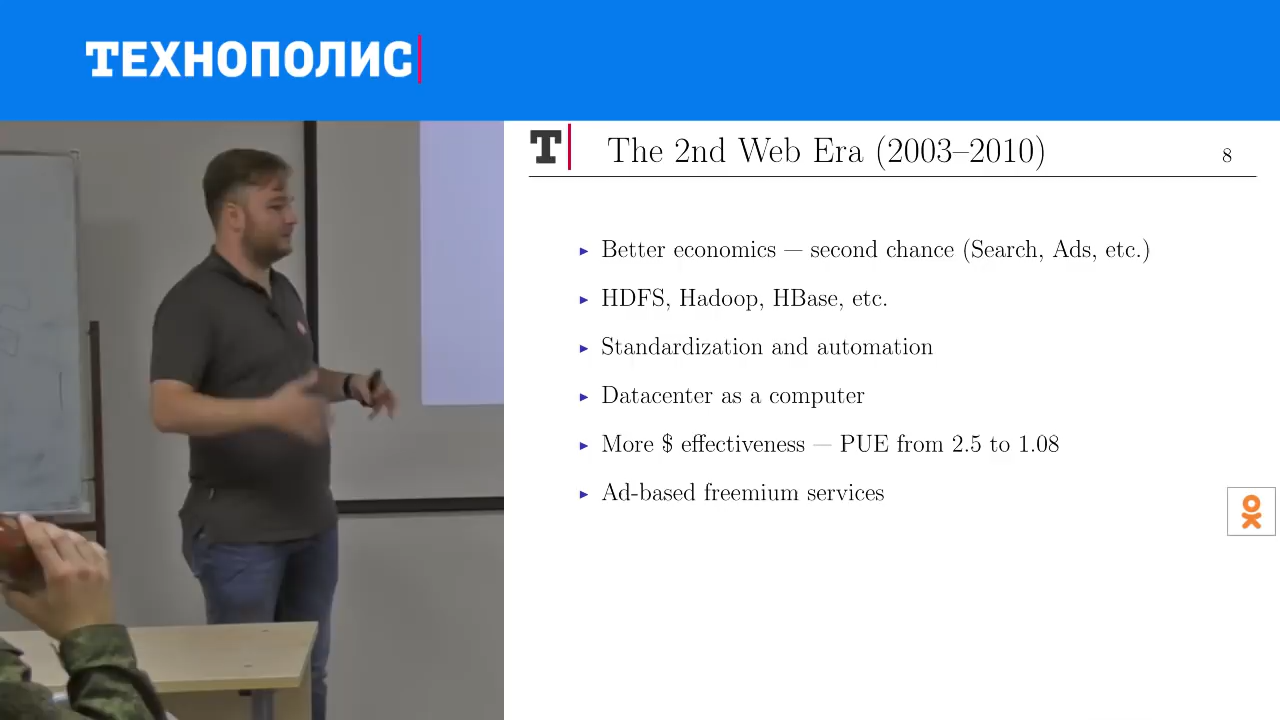 ТЕХНОПОЛИС
T
The 2nd Web Era (2003–2010)
8
Better economics — second chance (Search, Ads, etc.)
HDFS, Hadoop, HBase, etc.
Standardization and automation
Datacenter as a computer
More $ effectiveness — PUE from 2.5 to 1.08
Ad-based freemium services